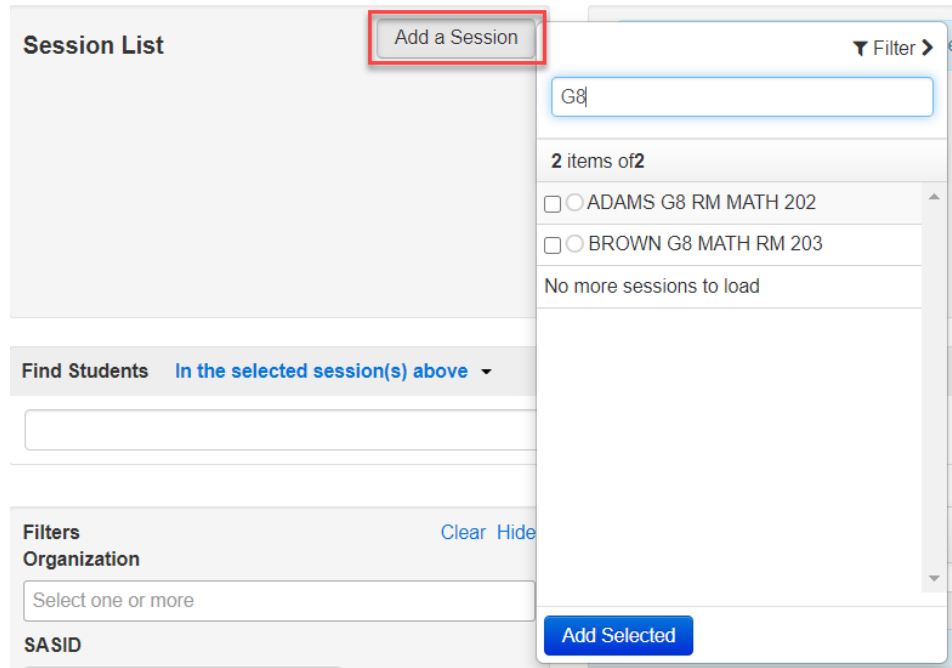 Session List
Add a Session
Filter
G8
2 items of2
ADAMS G8 RM MATH 202
BROWN G8 MATH RM 203
No more sessions to load
Find Students In the selected session(s) above
Filters
Clear Hide
Organization
Select one or more
SASID
Add Selected